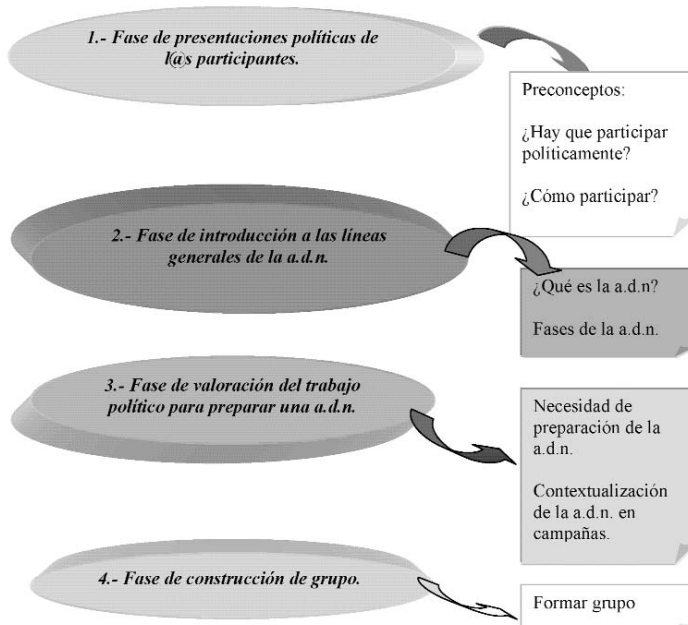 1.- Fase de presentaciones políticas de
l@s participantes.
Preconceptos:
¿Hay que participar
políticamente?
¿Cómo participar?
2.- Fase de introducción a las líneas
generales de la a.d.n.
¿Qué es la a.d.n?
Fases de la a.d.n.
3.- Fase de valoración del trabajo
político para preparar una a.d.n.
Necesidad de
preparación de la
a.d.n.
Contextualización
de la a.d.n. en
campañas.
4.- Fase de construcción de grupo.
Formar grupo